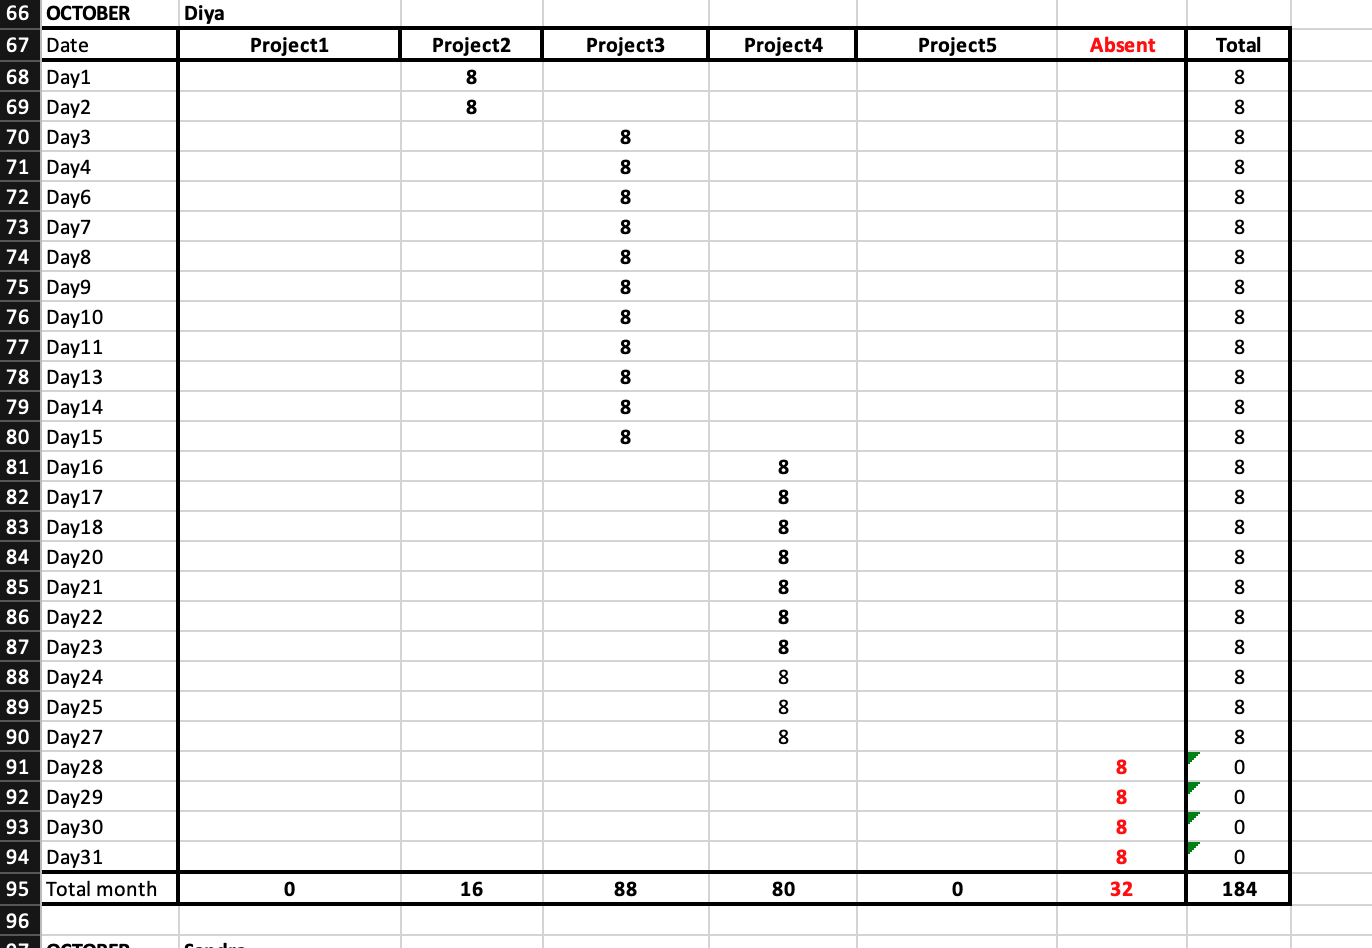 66 OCTOBER Diya
67 Date Project1 Project2 Project3 Project4 Project5 Absent Total
68 Day1 8 8
69 Day2 8 8
70 Day3 8 8
71 Day4 8 8
72 Day6 8 8
73 Day7 8 8
74 Day8 8 8
75 Day9 8 8
76 Day10 8 8
77 Day11 8 8
78 Day13 8 8
79 Day14 8 8
80 Day15 8 8
81 Day16 8 8
82 Day17 8 8
83 Day18 8 8
84 Day20 8 8
85 Day21 8 8
86 Day22 8 8
87 Day23 8 8
88 Day24 8 8
89 Day25 8 8
90 Day27 8 8
91 Day28 8 0
92 Day29 8 0
93 Day30 8 0
94 Day31 8 0
95 Total month 0 16 88 80 0 32 184
96
97 OCTOBER